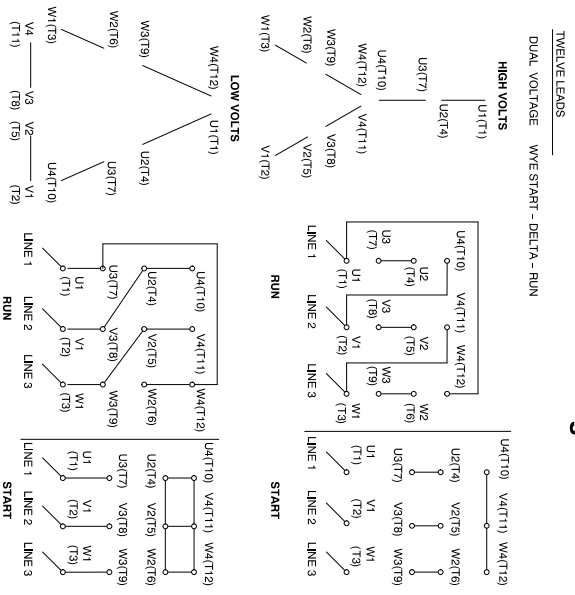 TWELVE LEADS
DUAL VOLTAGE WYE START – DELTA – RUN
HIGH VOLTS
U1(T1)
U2(T4)
U3(T7)
U4(T10)
W4(T12)
V4(T11)
W3(T9)
V3(T8)
W2(T6)
V2(T5)
W1(T3)
V1(T2)
U4(T10) V4(T11) W4(T12)
U3 (T7) U2 (T4)
V3 (T8) V2 (T5)
W3 (T9) W2 (T6)
U1 (T1) V1 (T2) W1 (T3)
LINE 1 LINE 2 LINE 3
RUN
U4(T10) V4(T11) W4(T12)
U2(T4) V2(T5) W2(T6)
U3(T7) V3(T8) W3(T9)
U1 (T1) V1 (T2) W1 (T3)
LINE 1 LINE 2 LINE 3
START
LOW VOLTS
W4(T12)
U1(T1)
W3(T9)
U2(T4)
W2(T6)
U3(T7)
W1(T3)
U4(T10)
V4 (T11) V3 (T8) V2 (T5) V1 (T2)
U4(T10) V4(T11) W4(T12)
U2(T4) V2(T5) W2(T6)
U3(T7) V3(T8) W3(T9)
U1 (T1) V1 (T2) W1 (T3)
LINE 1 LINE 2 LINE 3
RUN
U4(T10) V4(T11) W4(T12)
U2(T4) V2(T5) W2(T6)
U3(T7) V3(T8) W3(T9)
U1 (T1) V1 (T2) W1 (T3)
LINE 1 LINE 2 LINE 3
START